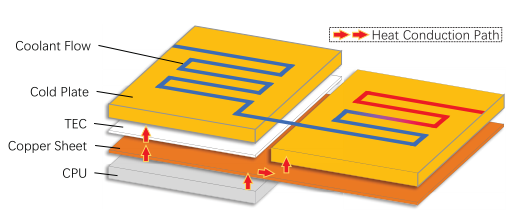 Coolant Flow
Heat Conduction Path
Cold Plate
TEC
Copper Sheet
CPU